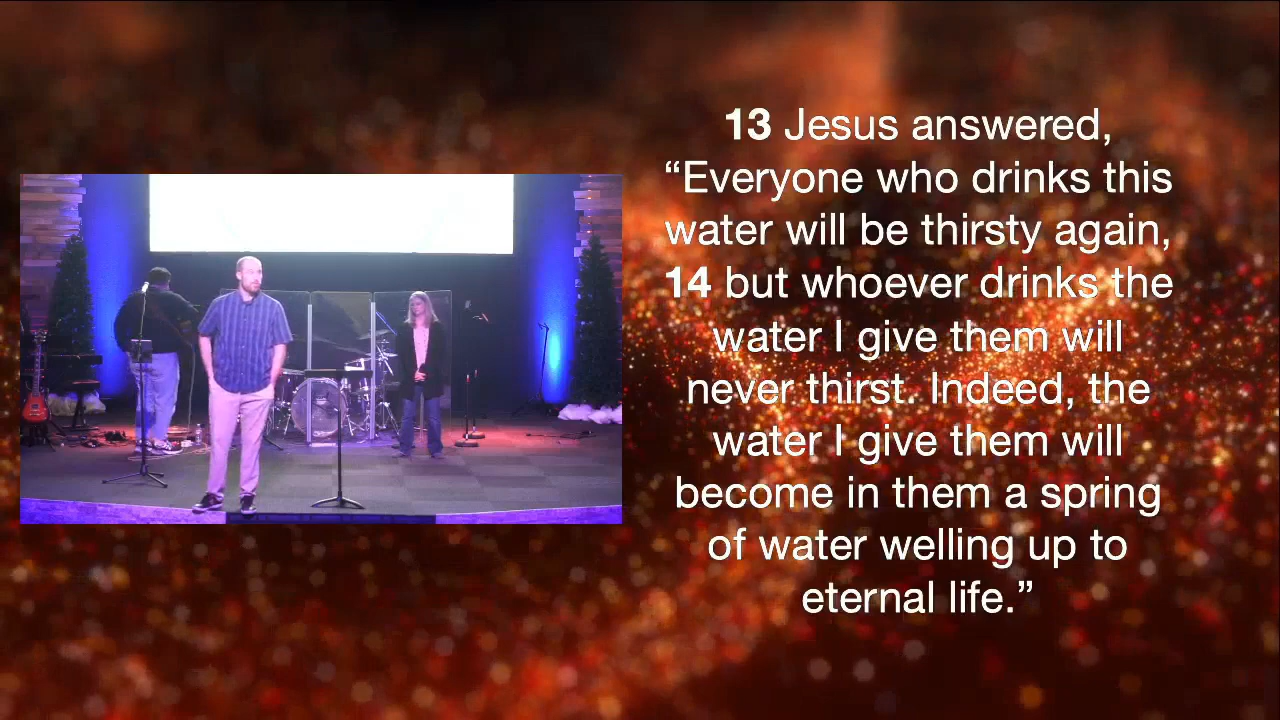 13 Jesus answered,
“Everyone who drinks this
water will be thirsty again,
14 but whoever drinks the
water I give them will
never thirst. Indeed, the
water I give them will
become in them a spring
of water welling up to
eternal life.”